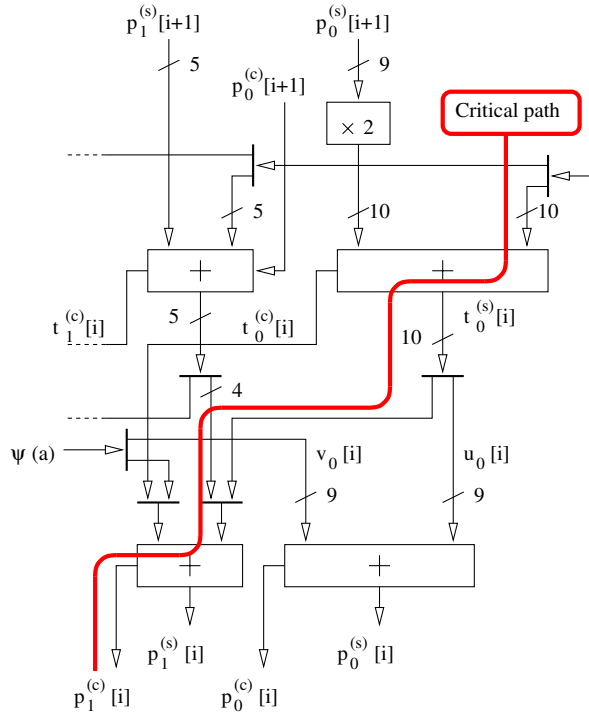 p₁⁽ˢ⁾[i+1] p₀⁽ˢ⁾[i+1]
5 9
p₀⁽ᶜ⁾[i+1]
Critical path
× 2
5 10 10
+ +
t₁⁽ᶜ⁾[i] 5 t₀⁽ᶜ⁾[i] 10 t₀⁽ˢ⁾[i]
4
ψ (a) v₀[i] u₀[i]
9 9
+ +
p₁⁽ˢ⁾[i] p₀⁽ˢ⁾[i]
p₁⁽ᶜ⁾[i] p₀⁽ᶜ⁾[i]